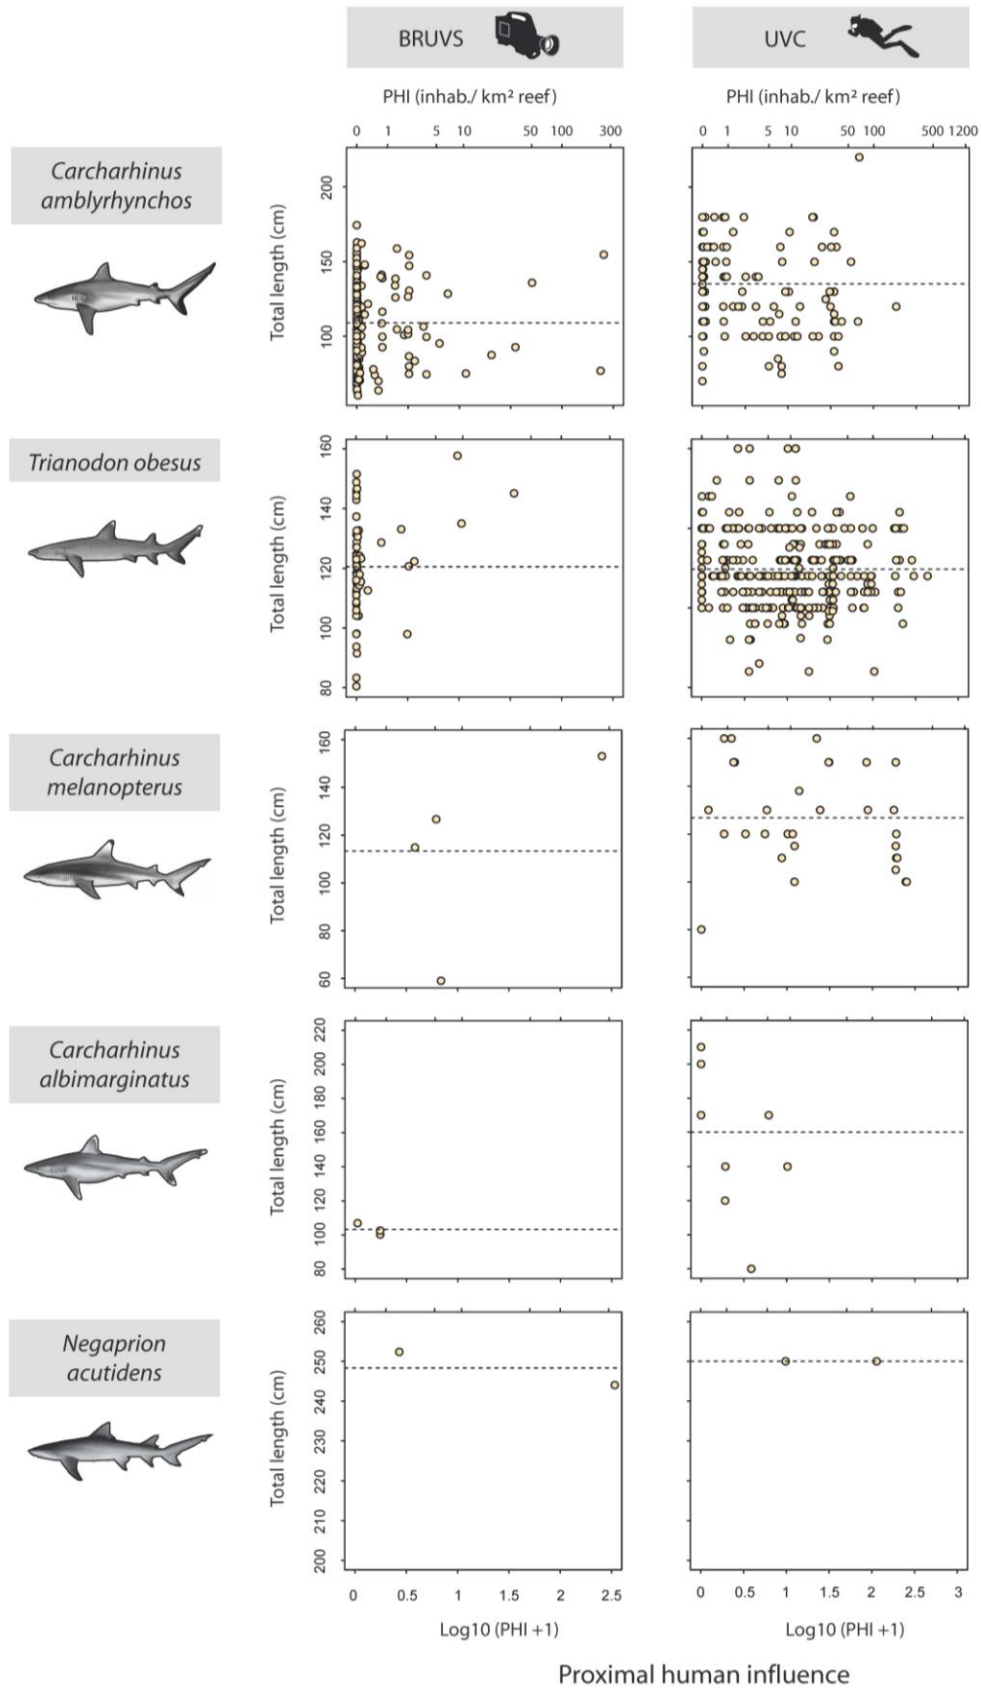 BRUVS
UVC
PHI (inhab./ km² reef)
PHI (inhab./ km² reef)
0 1 5 10 50 100 300
0 1 5 10 50 100 500 1200
Carcharhinus
amblyrhynchos
Total length (cm)
200
150
100
Trianodon obesus
Total length (cm)
160
140
120
100
80
Carcharhinus
melanopterus
Total length (cm)
160
140
120
100
80
60
Carcharhinus
albimarginatus
Total length (cm)
220
200
180
160
140
120
100
80
Negaprion
acutidens
Total length (cm)
260
250
240
230
220
210
200
0 0.5 1 1.5 2 2.5
0 0.5 1 1.5 2 2.5 3
Log10 (PHI +1)
Log10 (PHI +1)
Proximal human influence